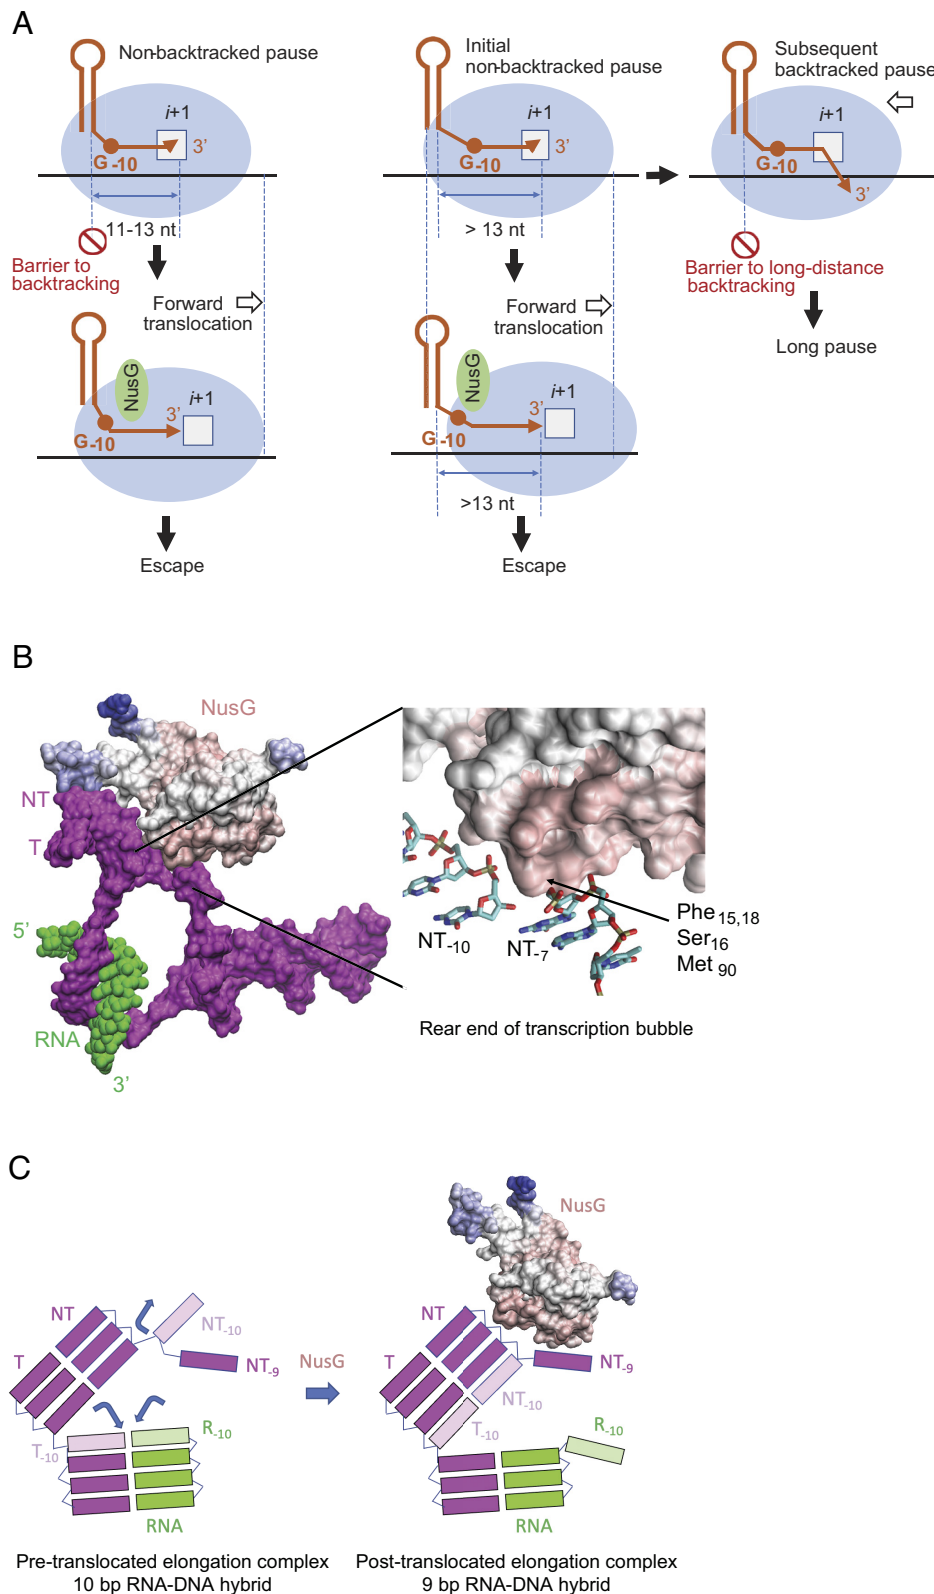 A
Non-backtracked pause
i+1
3'
G-10
11-13 nt
Barrier to
backtracking
Forward
translocation
NusG
i+1
3'
G-10
Escape
Initial
non-backtracked pause
i+1
3'
G-10
> 13 nt
Forward
translocation
NusG
i+1
3'
G-10
>13 nt
Escape
Subsequent
backtracked pause
i+1
G-10
3'
Barrier to long-distance
backtracking
Long pause
B
NusG
NT
T
5'
RNA
3'
NT-10
NT-7
Phe 15,18
Ser16
Met 90
Rear end of transcription bubble
C
NT
NT-10
T
NT-9
R-10
T-10
RNA
Pre-translocated elongation complex
10 bp RNA-DNA hybrid
NusG
NusG
NT
T
NT-9
NT-10
T-10
R-10
RNA
Post-translocated elongation complex
9 bp RNA-DNA hybrid